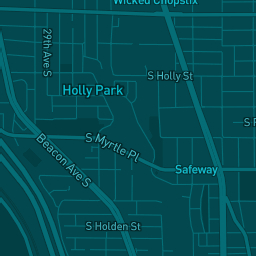 Wicked Chopstix
29th Ave S
S Holly St
Holly Park
S
S Myrtle Pl
Beacon Ave S
Safeway
S Holden St